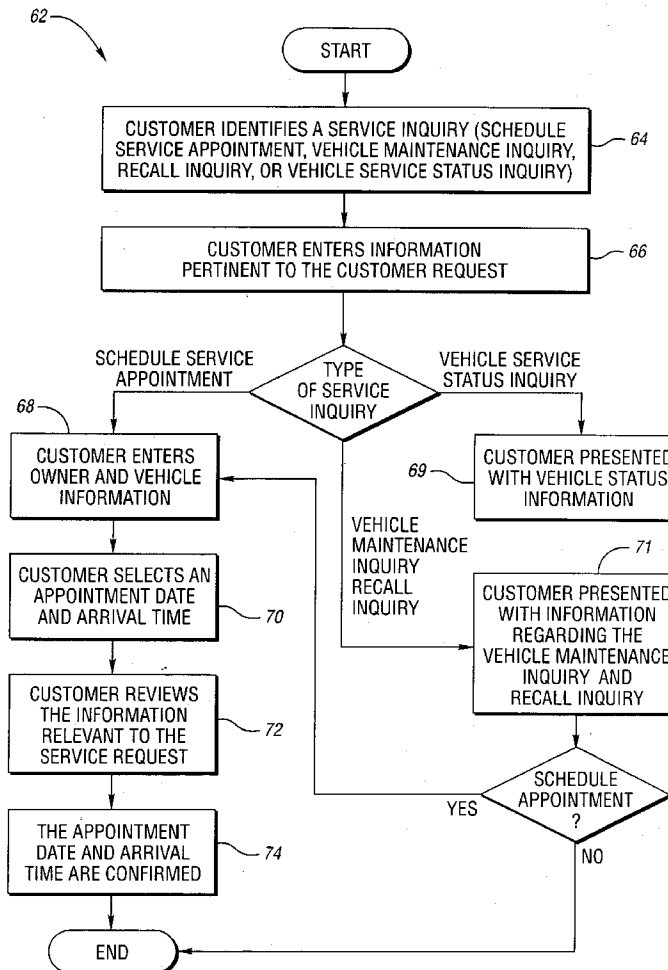 62
START
CUSTOMER IDENTIFIES A SERVICE INQUIRY (SCHEDULE
SERVICE APPOINTMENT, VEHICLE MAINTENANCE INQUIRY,
RECALL INQUIRY, OR VEHICLE SERVICE STATUS INQUIRY)
64
CUSTOMER ENTERS INFORMATION
PERTINENT TO THE CUSTOMER REQUEST
66
SCHEDULE SERVICE
APPOINTMENT
TYPE
OF SERVICE
INQUIRY
VEHICLE SERVICE
STATUS INQUIRY
68
CUSTOMER ENTERS
OWNER AND VEHICLE
INFORMATION
69
CUSTOMER PRESENTED
WITH VEHICLE STATUS
INFORMATION
VEHICLE
MAINTENANCE
INQUIRY
RECALL
INQUIRY
71
CUSTOMER PRESENTED
WITH INFORMATION
REGARDING THE
VEHICLE MAINTENANCE
INQUIRY AND
RECALL INQUIRY
CUSTOMER SELECTS AN
APPOINTMENT DATE
AND ARRIVAL TIME
70
CUSTOMER REVIEWS
THE INFORMATION
RELEVANT TO THE
SERVICE REQUEST
72
SCHEDULE
APPOINTMENT
?
YES
NO
THE APPOINTMENT
DATE AND ARRIVAL
TIME ARE CONFIRMED
74
END